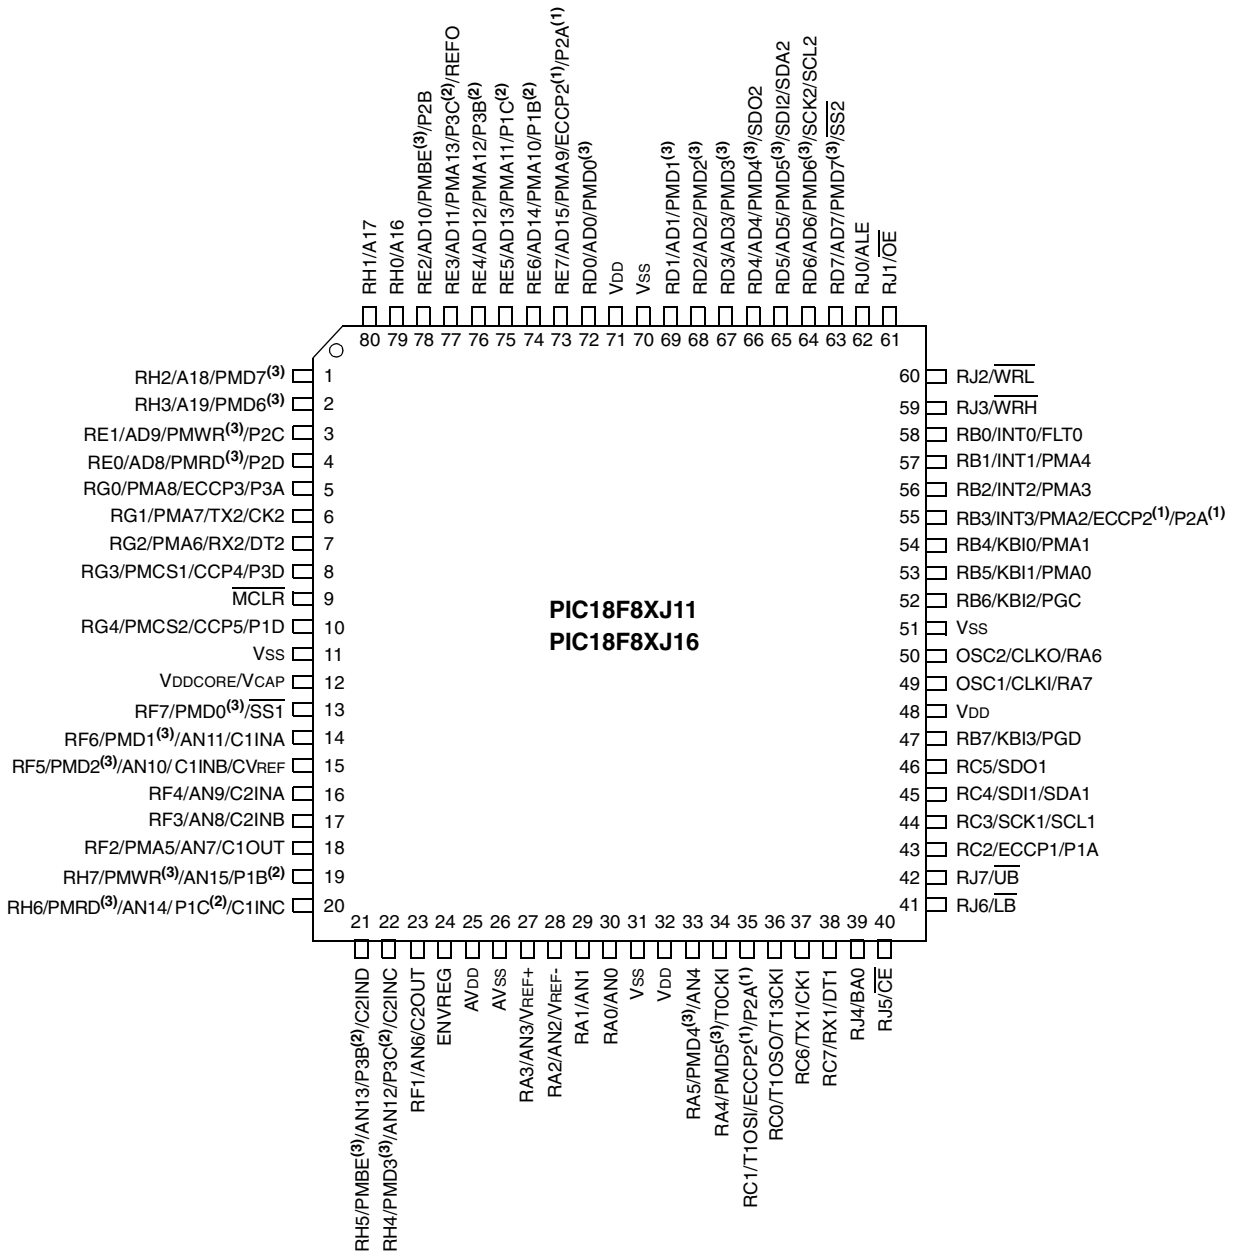 RH1/A17
RH0/A16
RE2/AD10/PMBE(3)/P2B
RE3/AD11/PMA13/P3C(2)/REFO
RE4/AD12/PMA12/P3B(2)
RE5/AD13/PMA11/P1C(2)
RE6/AD14/PMA10/P1B(2)
RE7/AD15/PMA9/ECCP2(1)/P2A(1)
RD0/AD0/PMD0(3)
VDD
VSS
RD1/AD1/PMD1(3)
RD2/AD2/PMD2(3)
RD3/AD3/PMD3(3)
RD4/AD4/PMD4(3)/SDO2
RD5/AD5/PMD5(3)/SDI2/SDA2
RD6/AD6/PMD6(3)/SCK2/SCL2
RD7/AD7/PMD7(3)/SS2
RJ0/ALE
RJ1/OE
80 79 78 77 76 75 74 73 72 71 70 69 68 67 66 65 64 63 62 61
RH2/A18/PMD7(3) 1
RH3/A19/PMD6(3) 2
RE1/AD9/PMWR(3)/P2C 3
RE0/AD8/PMRD(3)/P2D 4
RG0/PMA8/ECCP3/P3A 5
RG1/PMA7/TX2/CK2 6
RG2/PMA6/RX2/DT2 7
RG3/PMCS1/CCP4/P3D 8
MCLR 9
RG4/PMCS2/CCP5/P1D 10
VSS 11
VDDCORE/VCAP 12
RF7/PMD0(3)/SS1 13
RF6/PMD1(3)/AN11/C1INA 14
RF5/PMD2(3)/AN10/ C1INB/CVREF 15
RF4/AN9/C2INA 16
RF3/AN8/C2INB 17
RF2/PMA5/AN7/C1OUT 18
RH7/PMWR(3)/AN15/P1B(2) 19
RH6/PMRD(3)/AN14/ P1C(2)/C1INC 20
PIC18F8XJ11
PIC18F8XJ16
60 RJ2/WRL
59 RJ3/WRH
58 RB0/INT0/FLT0
57 RB1/INT1/PMA4
56 RB2/INT2/PMA3
55 RB3/INT3/PMA2/ECCP2(1)/P2A(1)
54 RB4/KBI0/PMA1
53 RB5/KBI1/PMA0
52 RB6/KBI2/PGC
51 VSS
50 OSC2/CLKO/RA6
49 OSC1/CLKI/RA7
48 VDD
47 RB7/KBI3/PGD
46 RC5/SDO1
45 RC4/SDI1/SDA1
44 RC3/SCK1/SCL1
43 RC2/ECCP1/P1A
42 RJ7/UB
41 RJ6/LB
21 22 23 24 25 26 27 28 29 30 31 32 33 34 35 36 37 38 39 40
RH5/PMBE(3)/AN13/P3B(2)/C2IND
RH4/PMD3(3)/AN12/P3C(2)/C2INC
RF1/AN6/C2OUT
ENVREG
AVDD
AVSS
RA3/AN3/VREF+
RA2/AN2/VREF-
RA1/AN1
RA0/AN0
VSS
VDD
RA5/PMD4(3)/AN4
RA4/PMD5(3)/T0CKI
RC1/T1OSI/ECCP2(1)/P2A(1)
RC0/T1OSO/T13CKI
RC6/TX1/CK1
RC7/RX1/DT1
RJ4/BA0
RJ5/CE